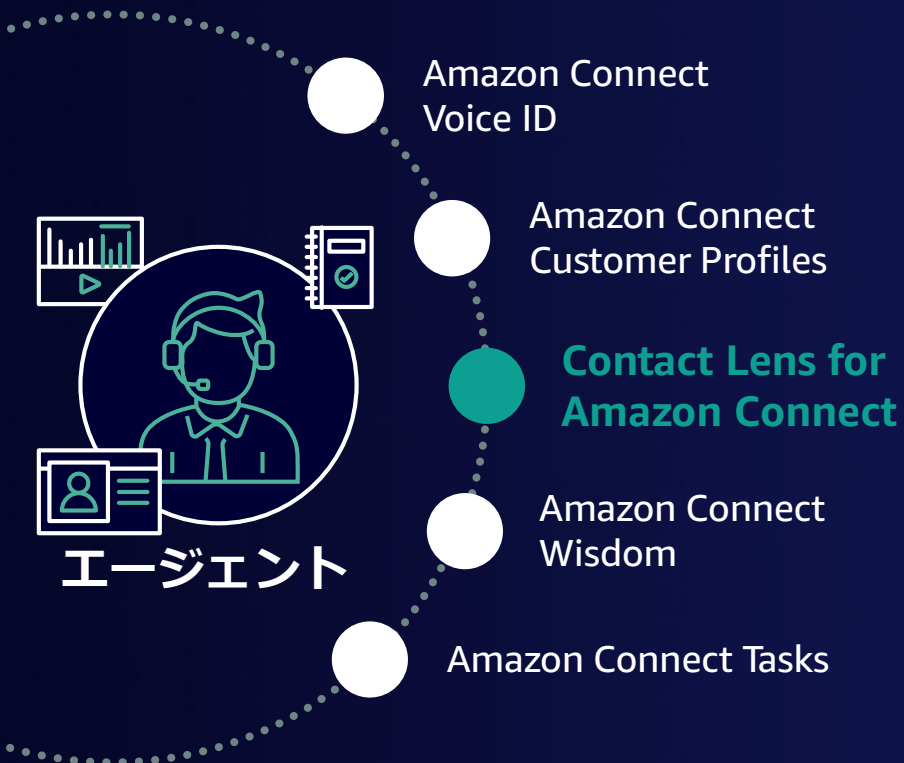 Amazon Connect
Voice ID
Amazon Connect
Customer Profiles
Contact Lens for
Amazon Connect
Amazon Connect
Wisdom
Amazon Connect Tasks
エージェント